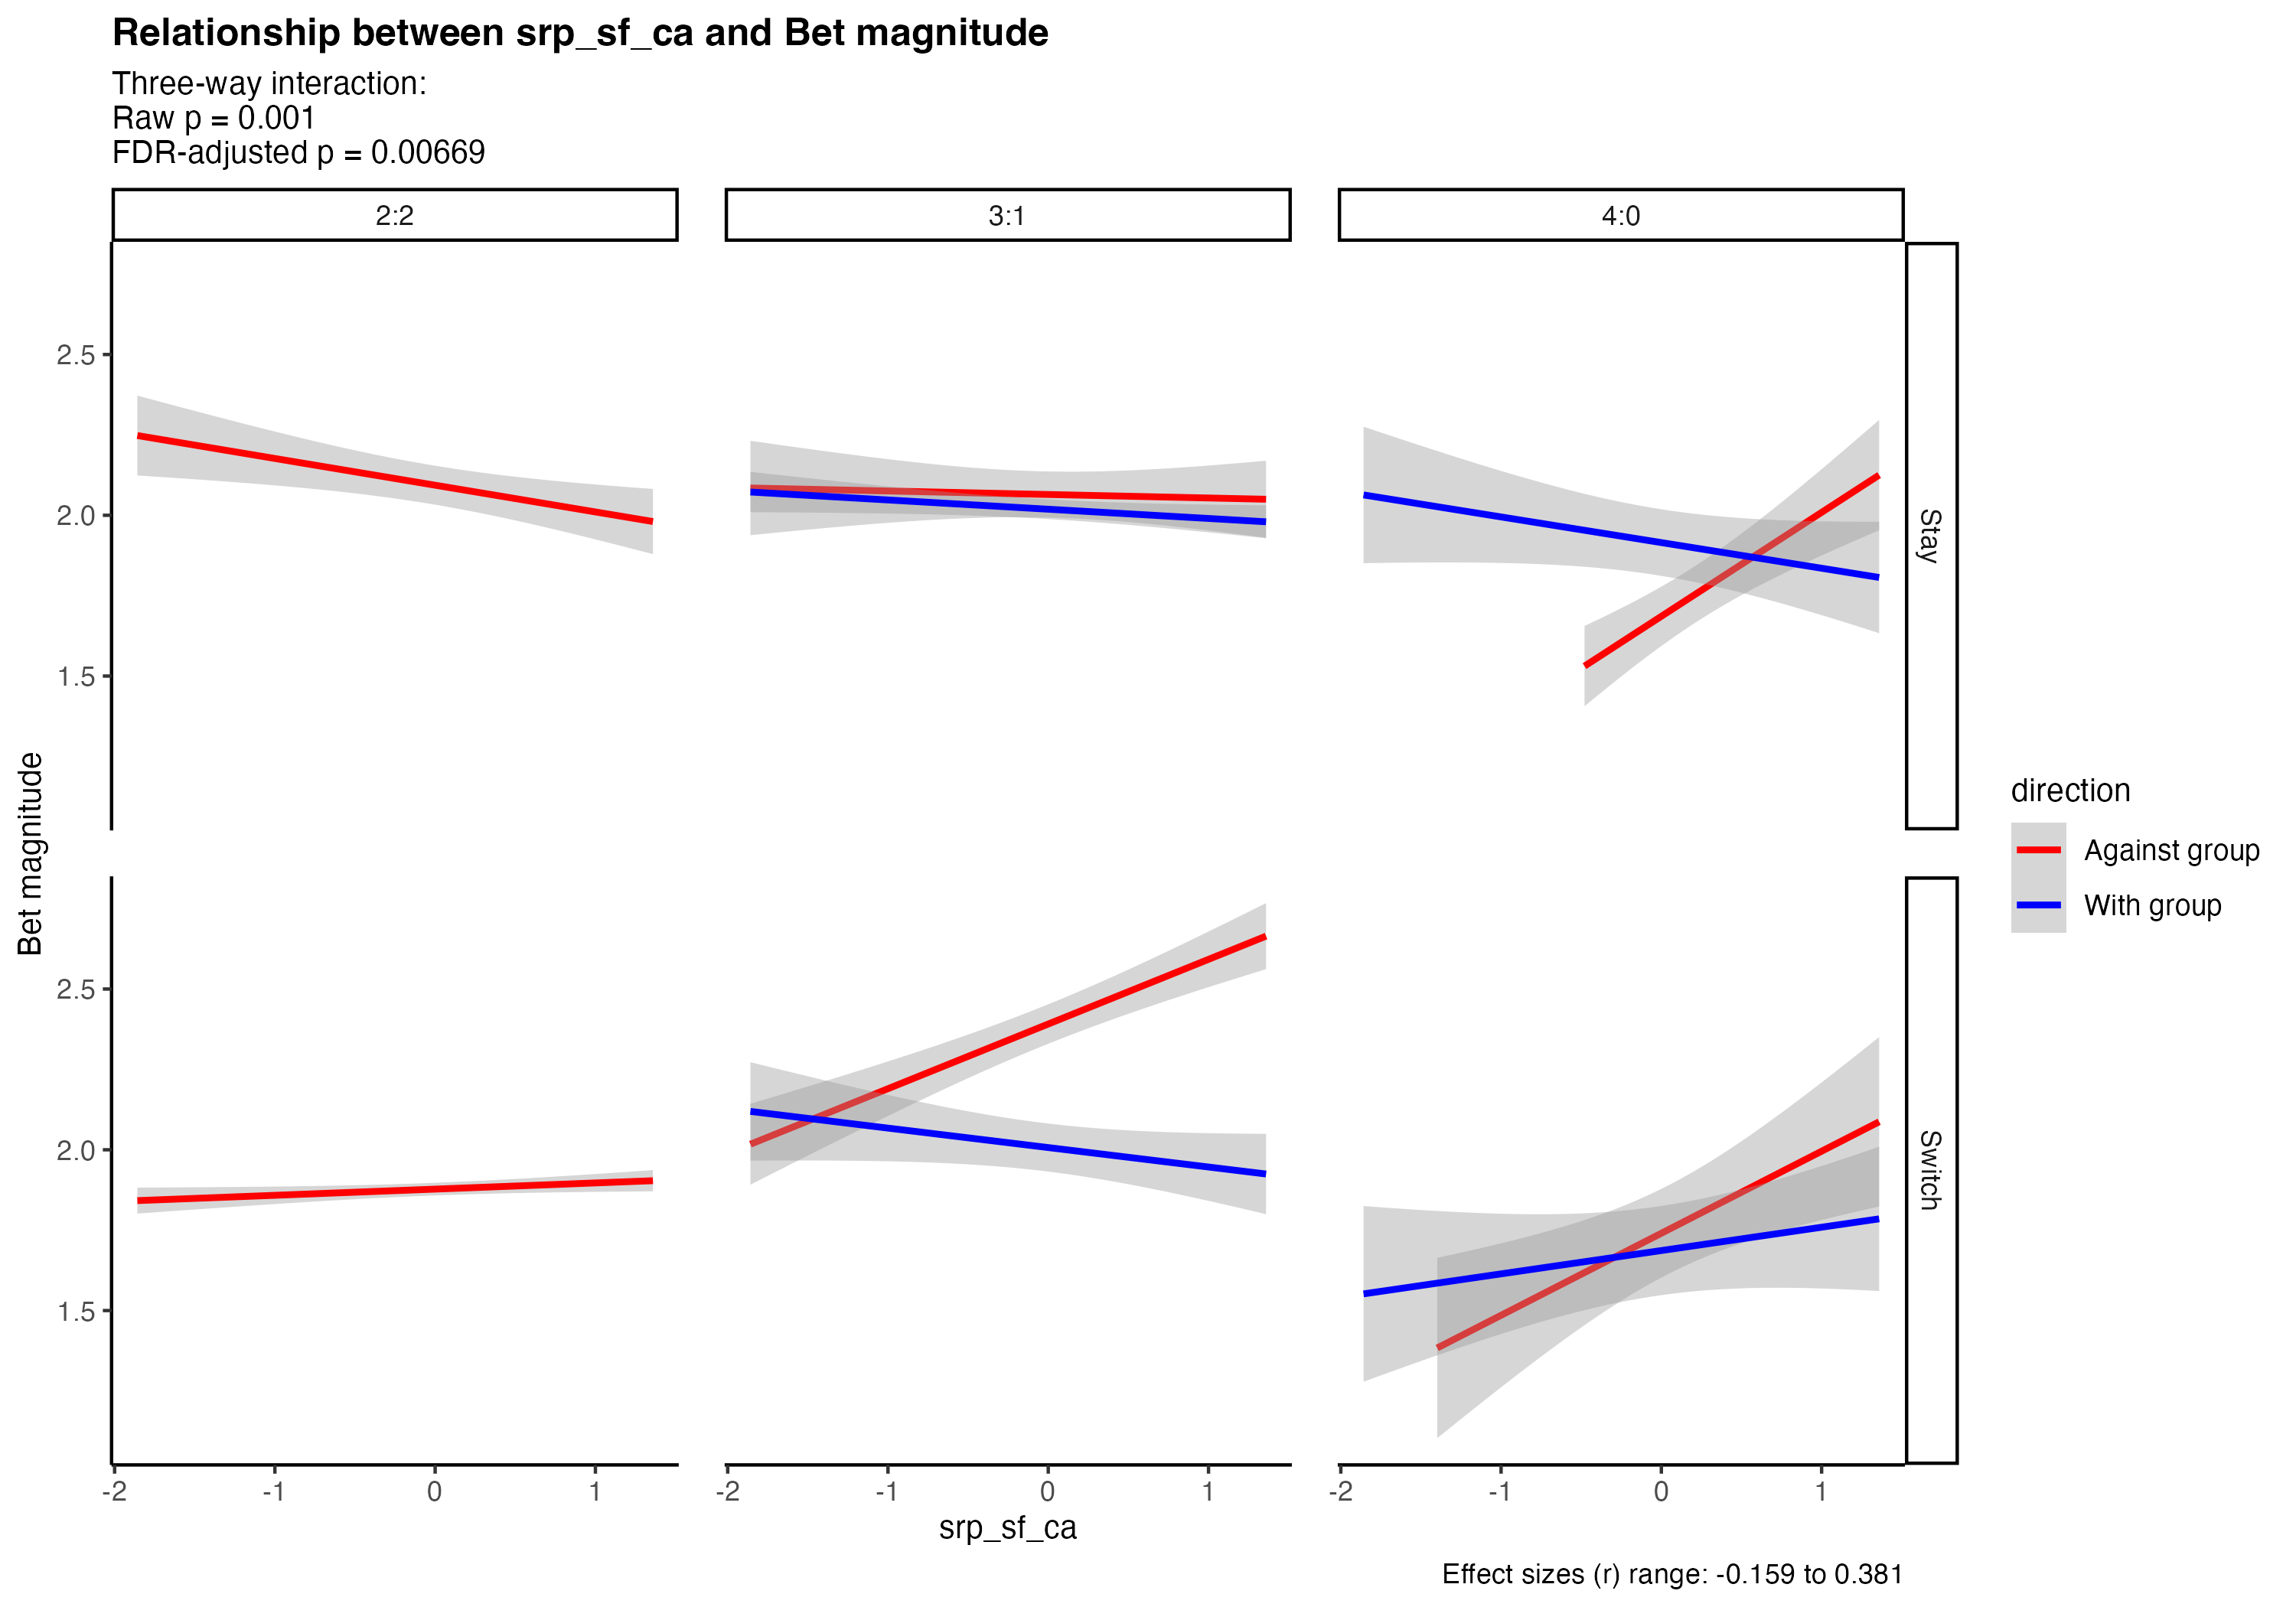 Relationship between srp_sf_ca and Bet magnitude
Three-way interaction:
Raw p = 0.001
FDR-adjusted p = 0.00669
2:2
3:1
4:0
2.5
2.0
1.5
Stay
Bet magnitude
2.5
2.0
1.5
Switch
-2
-1
0
1
-2
-1
0
1
-2
-1
0
1
srp_sf_ca
direction
Against group
With group
Effect sizes (r) range: -0.159 to 0.381